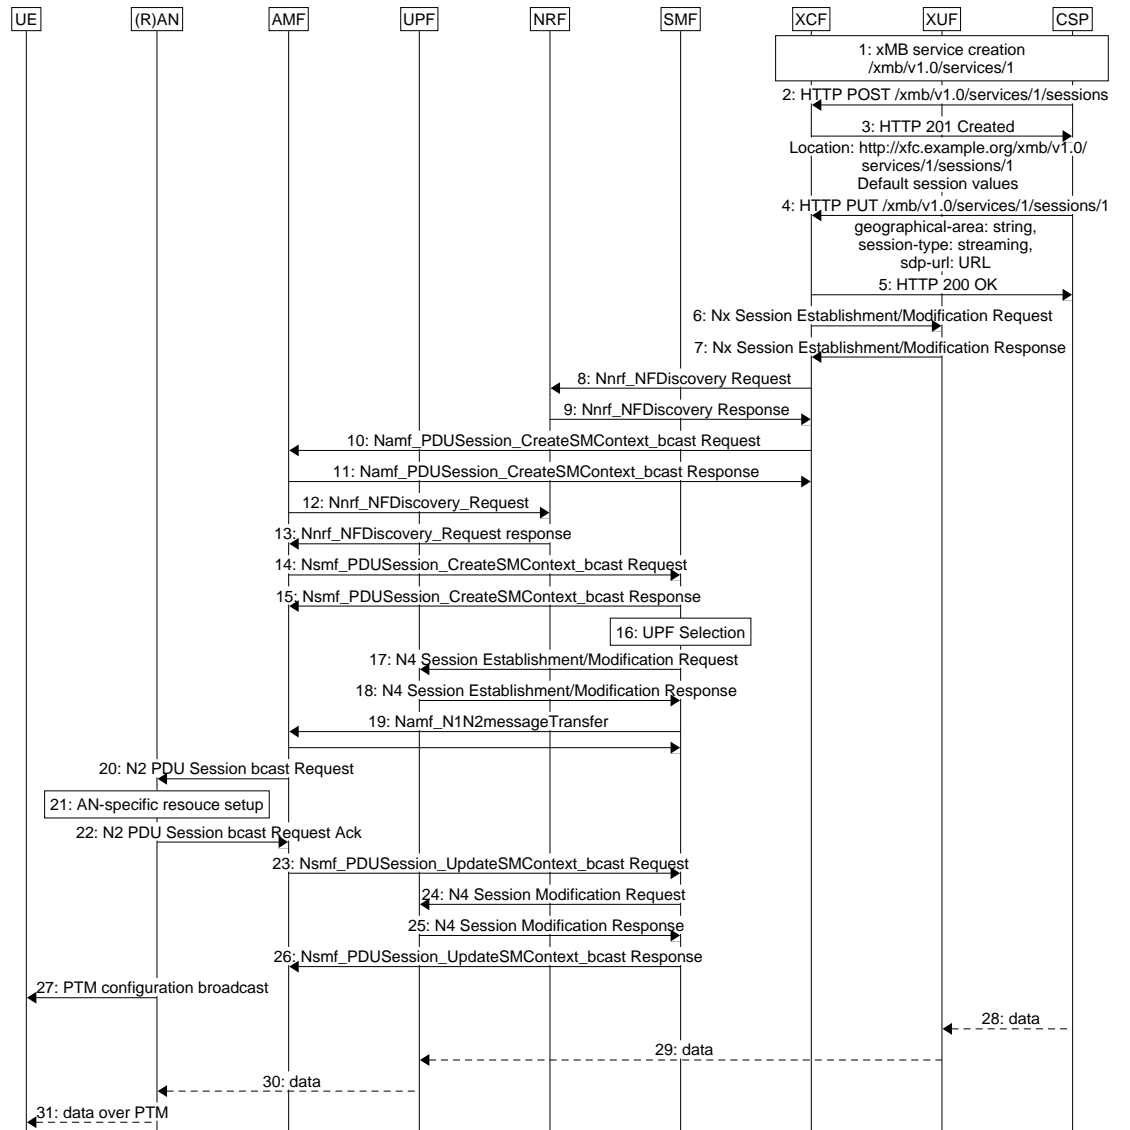 UE
(R)AN
AMF
UPF
NRF
SMF
XCF
XUF
CSP
1: xMB service creation
/xmb/v1.0/services/1
2: HTTP POST /xmb/v1.0/services/1/sessions
3: HTTP 201 Created
Location: http://xfc.example.org/xmb/v1.0/
services/1/sessions/1
Default session values
4: HTTP PUT /xmb/v1.0/services/1/sessions/1
geographical-area: string,
session-type: streaming,
sdp-url: URL
5: HTTP 200 OK
6: Nx Session Establishment/Modification Request
7: Nx Session Establishment/Modification Response
8: Nnrf_NFDiscovery Request
9: Nnrf_NFDiscovery Response
10: Namf_PDUSession_CreateSMContext_bcast Request
11: Namf_PDUSession_CreateSMContext_bcast Response
12: Nnrf_NFDiscovery_Request
13: Nnrf_NFDiscovery_Request response
14: Nsmf_PDUSession_CreateSMContext_bcast Request
15: Nsmf_PDUSession_CreateSMContext_bcast Response
16: UPF Selection
17: N4 Session Establishment/Modification Request
18: N4 Session Establishment/Modification Response
19: Namf_N1N2messageTransfer
20: N2 PDU Session bcast Request
21: AN-specific resouce setup
22: N2 PDU Session bcast Request Ack
23: Nsmf_PDUSession_UpdateSMContext_bcast Request
24: N4 Session Modification Request
25: N4 Session Modification Response
26: Nsmf_PDUSession_UpdateSMContext_bcast Response
27: PTM configuration broadcast
28: data
29: data
30: data
31: data over PTM